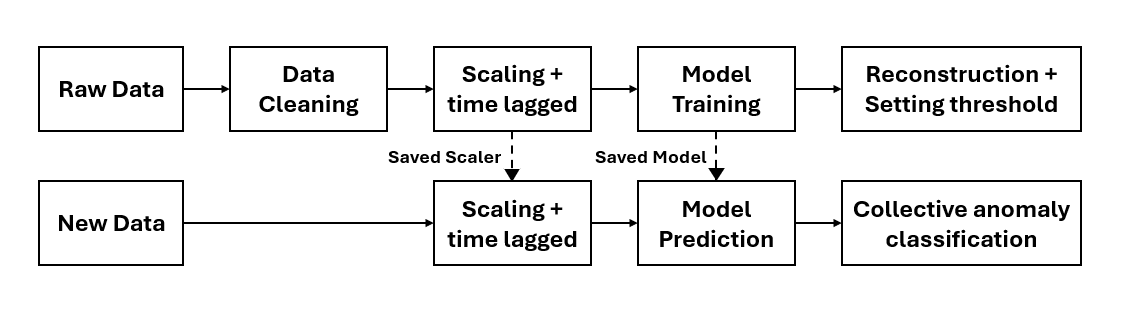 Raw Data
Data
Cleaning
Scaling +
time lagged
Model
Training
Reconstruction +
Setting threshold
Saved Scaler
Saved Model
New Data
Scaling +
time lagged
Model
Prediction
Collective anomaly
classification